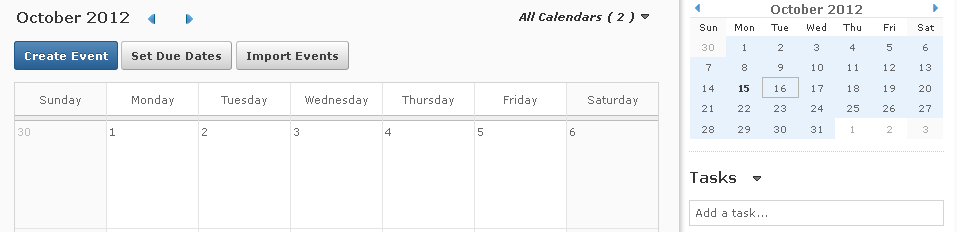 October 2012
All Calendars ( 2 )
Create Event Set Due Dates Import Events
Sunday Monday Tuesday Wednesday Thursday Friday Saturday
30 1 2 3 4 5 6
October 2012
Sun Mon Tue Wed Thu Fri Sat
30 1 2 3 4 5 6
7 8 9 10 11 12 13
14 15 16 17 18 19 20
21 22 23 24 25 26 27
28 29 30 31 1 2 3
Tasks
Add a task...